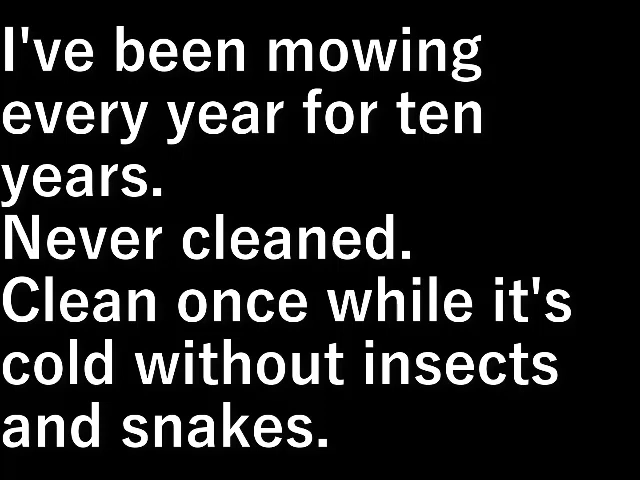 I've been mowing
every year for ten
years.
Never cleaned.
Clean once while it's
cold without insects
and snakes.